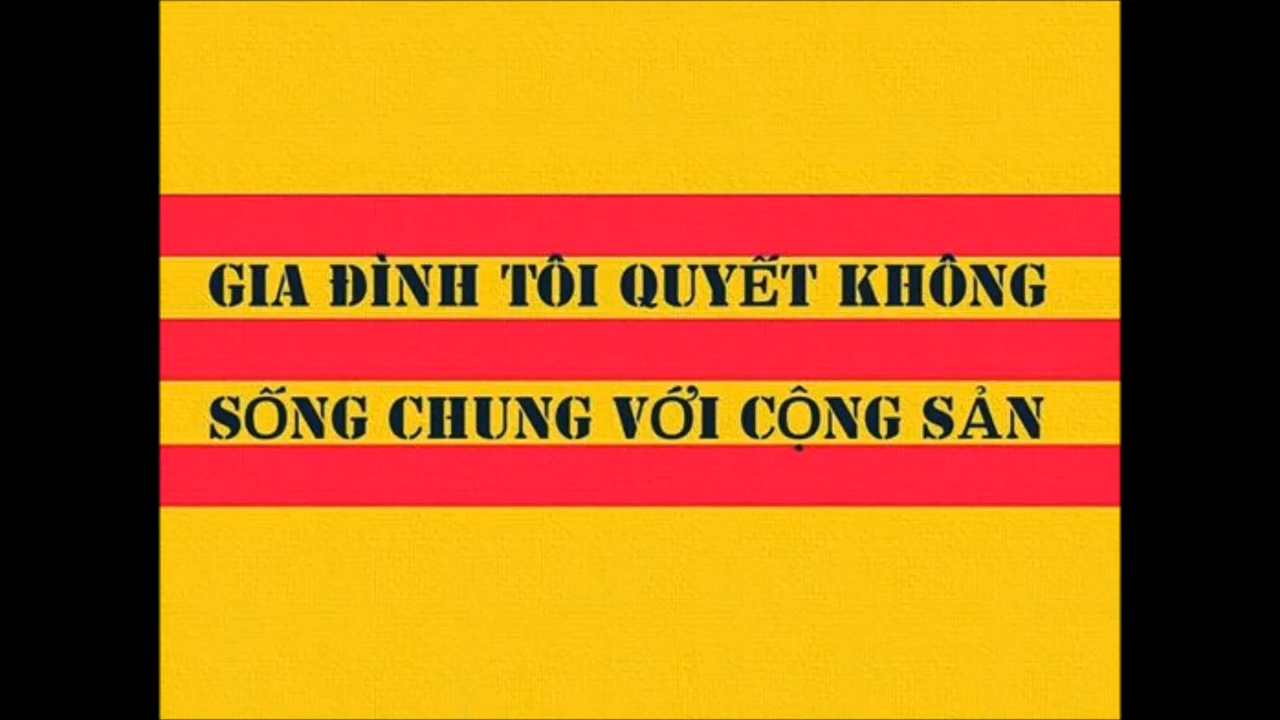 GIA ĐÌNH TÔI QUYẾT KHÔNG
SỐNG CHUNG VỚI CỘNG SẢN